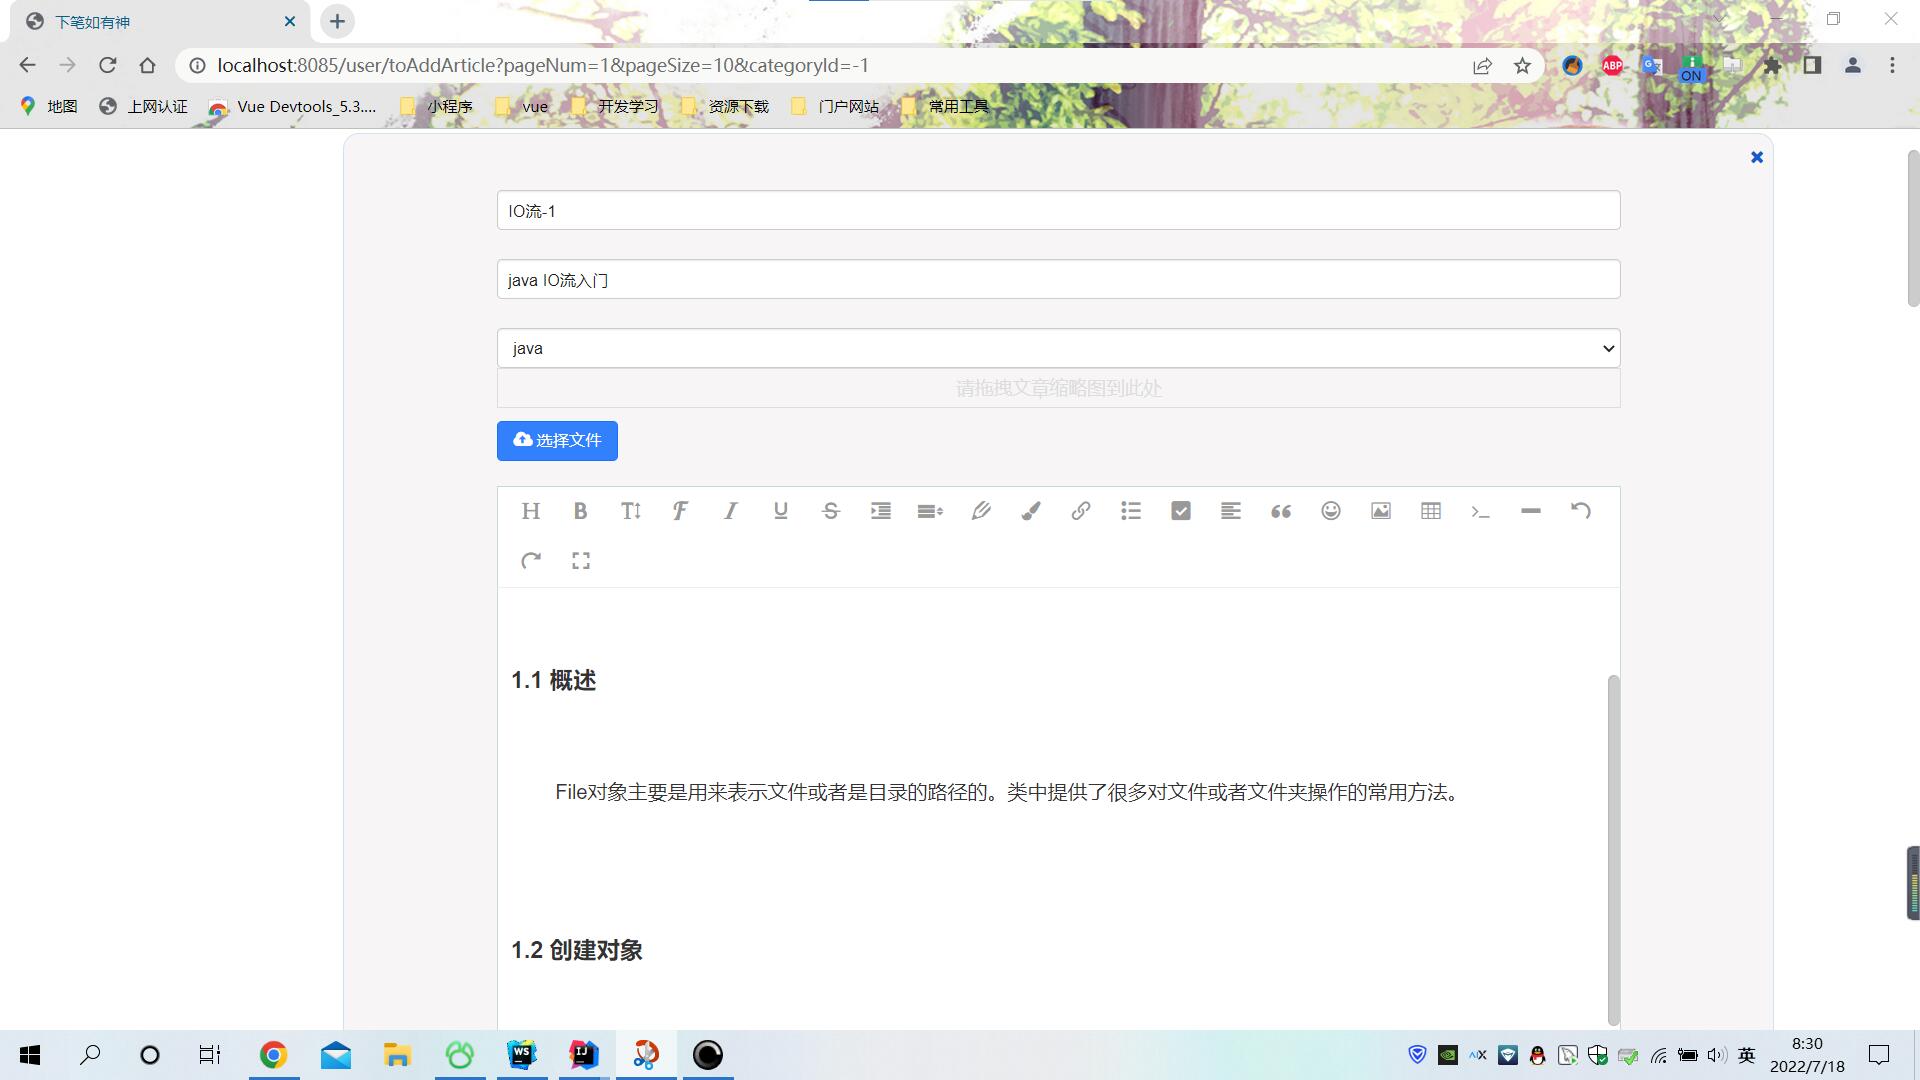 下笔如有神
localhost:8085/user/toAddArticle?pageNum=1&pageSize=10&categoryId=-1
ABP
ON
地图 上网认证 Vue Devtools_5.3.... 小程序 vue 开发学习 资源下载 门户网站 常用工具
IO流-1
java IO流入门
java
请拖拽文章缩略图到此处
选择文件
1.1 概述
File对象主要是用来表示文件或者是目录的路径的。类中提供了很多对文件或者文件夹操作的常用方法。
1.2 创建对象
WS
IJ
英
8:30
2022/7/18